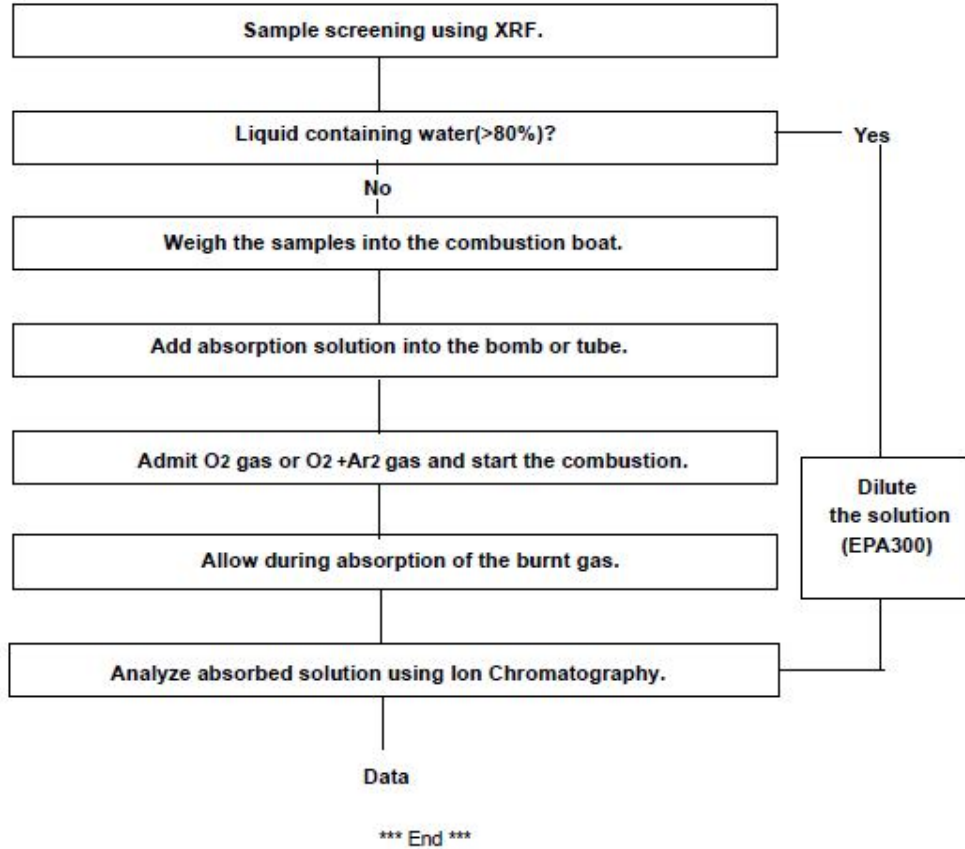 Sample screening using XRF.
Liquid containing water(>80%)?
Yes
No
Weigh the samples into the combustion boat.
Add absorption solution into the bomb or tube.
Admit O2 gas or O2 +Ar2 gas and start the combustion.
Dilute
the solution
(EPA300)
Allow during absorption of the burnt gas.
Analyze absorbed solution using Ion Chromatography.
Data
*** End ***